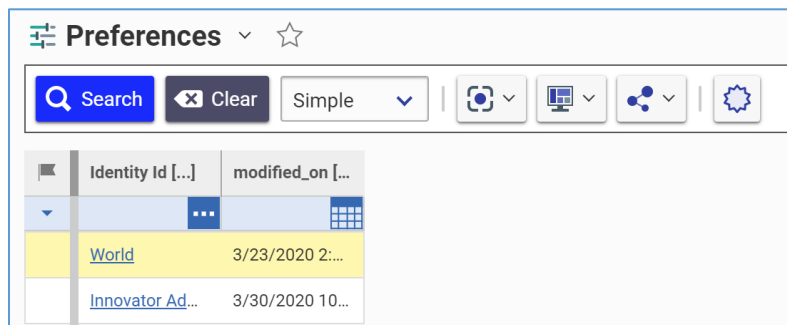 Preferences
Search Clear Simple
Identity Id [...] modified_on [...
World 3/23/2020 2:...
Innovator Ad... 3/30/2020 10...